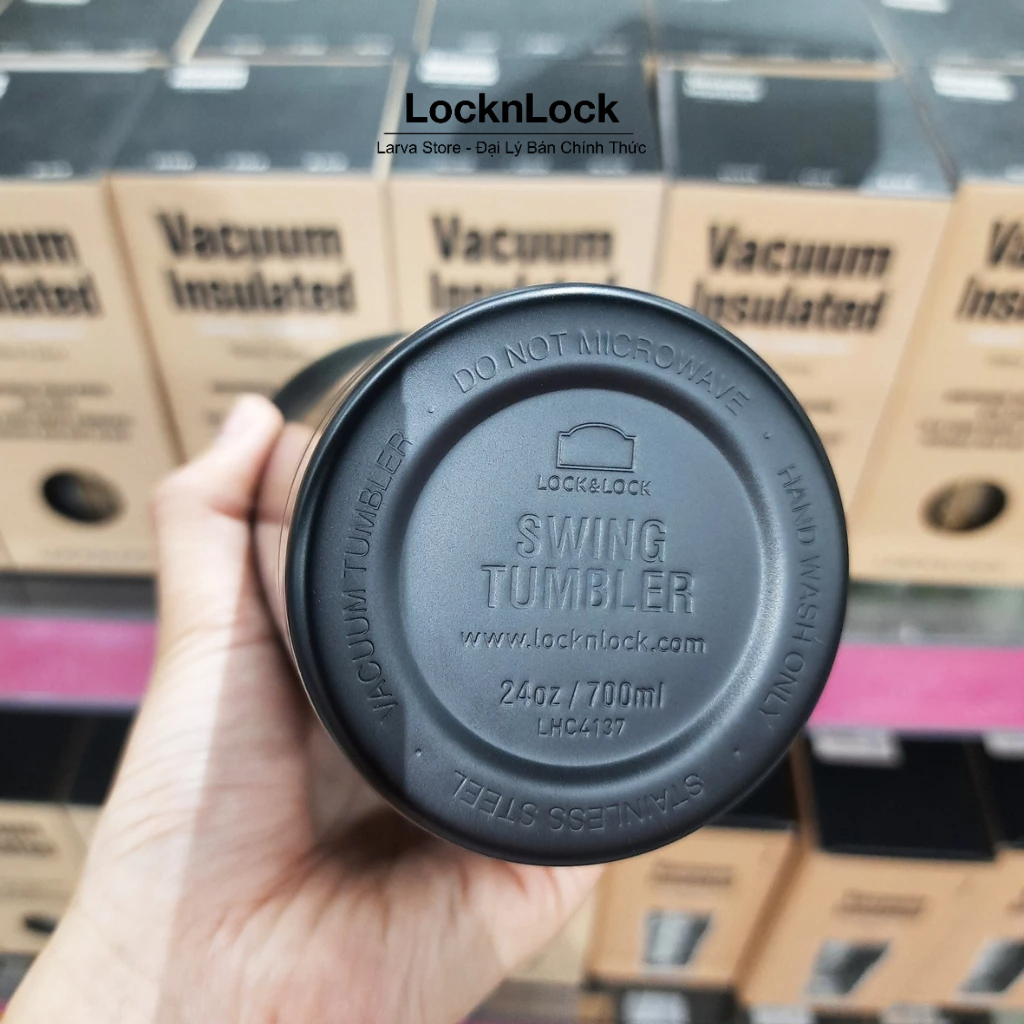 LocknLock
Larva Store - Đại Lý Bán Chính Thức
Vacuum
Insulated
Vacuum
Insulated
Vacuum
Insulated
DO NOT MICROWAVE
HAND WASH ONLY
STAINLESS STEEL
VACUUM TUMBLER
LOCK&LOCK
SWING
TUMBLER
www.locknlock.com
24oz / 700ml
LHC4137